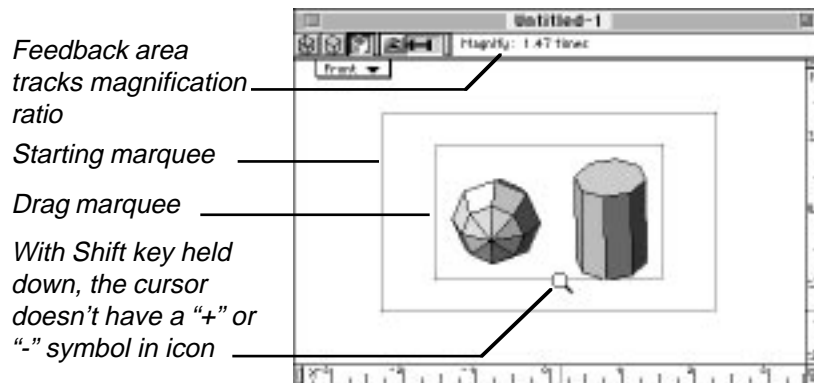 Untitled-1
Magnify: 1.47 times
Front
Feedback area
tracks magnification
ratio
Starting marquee
Drag marquee
With Shift key held
down, the cursor
doesn’t have a “+” or
“-” symbol in icon